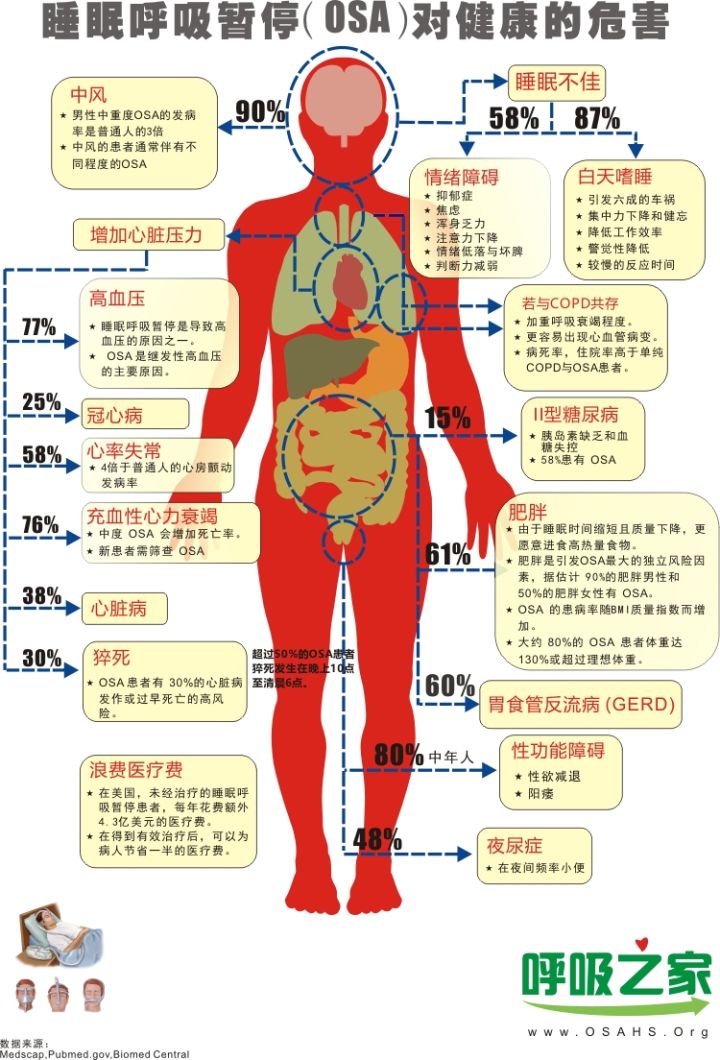 睡眠呼吸暂停(OSA)对健康的危害
中风
★ 男性中重度OSA的发病
率是普通人的3倍
★ 中风的患者通常伴有不
同程度的OSA
90%
睡眠不佳
58%
87%
情绪障碍
★ 抑郁症
★ 焦虑
★ 浑身乏力
★ 注意力下降
★ 情绪低落与坏脾
★ 判断力减弱
白天嗜睡
★ 引发六成的车祸
★ 集中力下降和健忘
★ 降低工作效率
★ 警觉性降低
★ 较慢的反应时间
增加心脏压力
77%
高血压
★ 睡眠呼吸暂停是导致高
血压的原因之一。
★ OSA是继发性高血压
的主要原因。
25%
冠心病
58%
心率失常
★ 4倍于普通人的心房颤动
发病率
76%
充血性心力衰竭
★ 中度 OSA 会增加死亡率。
★ 新患者需筛查 OSA
38%
心脏病
30%
猝死
★ OSA患者有 30%的心脏病
发作或过早死亡的高风
险。
超过50%的OSA患者
猝死发生在晚上10点
至清晨6点。
若与COPD共存
★ 加重呼吸衰竭程度。
★ 更容易出现心血管病变。
★ 病死率，住院率高于单纯
COPD与OSA患者。
15%
II型糖尿病
★ 胰岛素缺乏和血
糖失控
★ 58%患有 OSA
61%
肥胖
★ 由于睡眠时间缩短且质量下降，更
愿意进食高热量食物。
★ 肥胖是引发OSA最大的独立风险因
素，据估计 90%的肥胖男性和
50%的肥胖女性有 OSA。
★ OSA 的患病率随BMI质量指数而增
加。
★ 大约 80%的 OSA 患者体重达
130%或超过理想体重。
60%
胃食管反流病 (GERD)
80% 中年人
性功能障碍
★ 性欲减退
★ 阳痿
48%
夜尿症
★ 在夜间频率小便
浪费医疗费
★ 在美国，未经治疗的睡眠呼
吸暂停患者，每年花费额外
4.3亿美元的医疗费。
★ 在得到有效治疗后，可以为
病人节省一半的医疗费。
呼吸之家
www.OSAHS.Org
数据来源：
Medscap,Pubmed.gov,Biomed Central